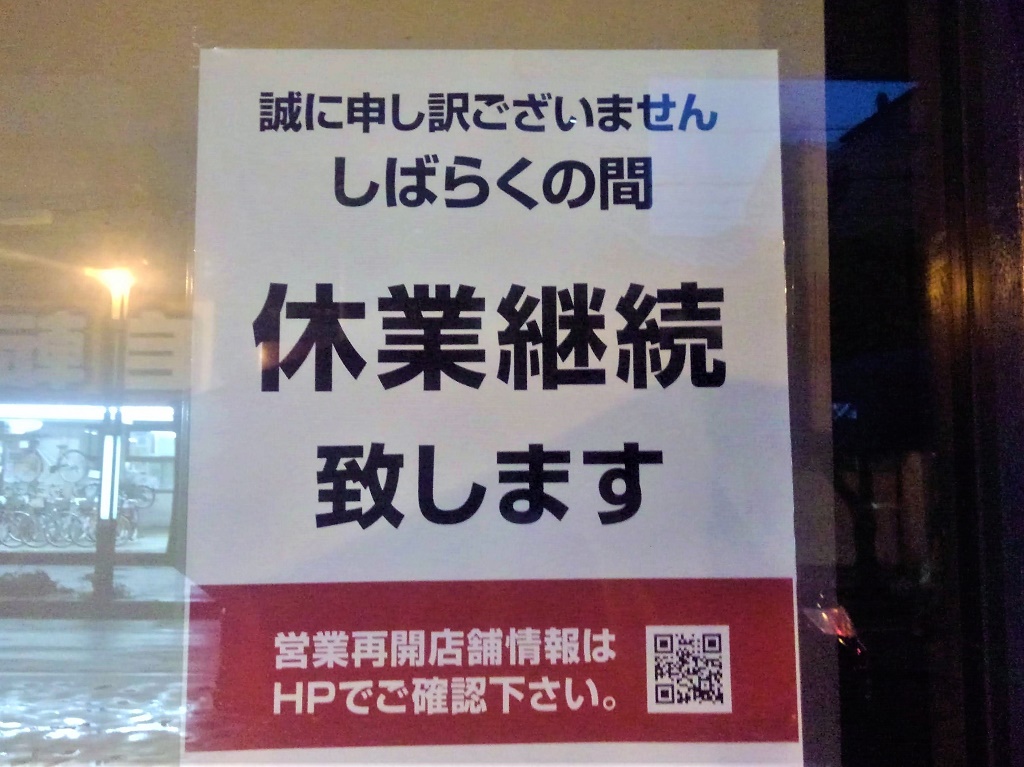 誠に申し訳ございません
しばらくの間
休業継続
致します
営業再開店舗情報は
HPでご確認下さい。